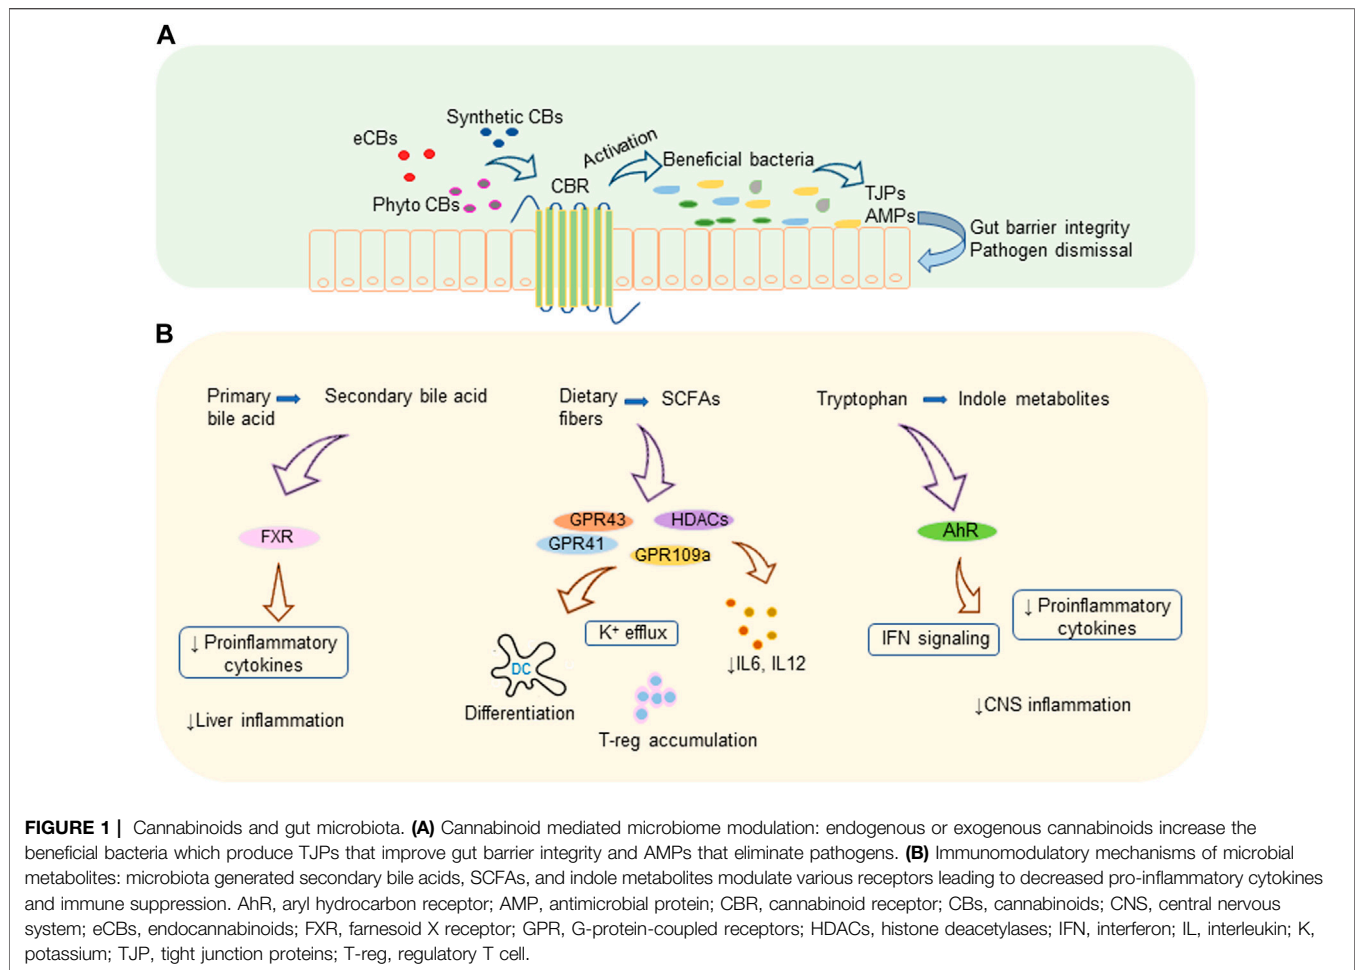 A
Synthetic CBs
eCBs
Phyto CBs
CBR
Activation
Beneficial bacteria
TJPs
AMPs
Gut barrier integrity
Pathogen dismissal
B
Primary
bile acid
Secondary bile acid
FXR
↓ Proinflammatory
cytokines
↓Liver inflammation
Dietary
fibers
SCFAs
GPR43
HDACs
GPR41
GPR109a
K⁺ efflux
DC
Differentiation
T-reg accumulation
↓IL6, IL12
Tryptophan
Indole metabolites
AhR
IFN signaling
↓ Proinflammatory
cytokines
↓CNS inflammation
FIGURE 1 | Cannabinoids and gut microbiota. (A) Cannabinoid mediated microbiome modulation: endogenous or exogenous cannabinoids increase the
beneficial bacteria which produce TJPs that improve gut barrier integrity and AMPs that eliminate pathogens. (B) Immunomodulatory mechanisms of microbial
metabolites: microbiota generated secondary bile acids, SCFAs, and indole metabolites modulate various receptors leading to decreased pro-inflammatory cytokines
and immune suppression. AhR, aryl hydrocarbon receptor; AMP, antimicrobial protein; CBR, cannabinoid receptor; CBs, cannabinoids; CNS, central nervous
system; eCBs, endocannabinoids; FXR, farnesoid X receptor; GPR, G-protein-coupled receptors; HDACs, histone deacetylases; IFN, interferon; IL, interleukin; K,
potassium; TJP, tight junction proteins; T-reg, regulatory T cell.